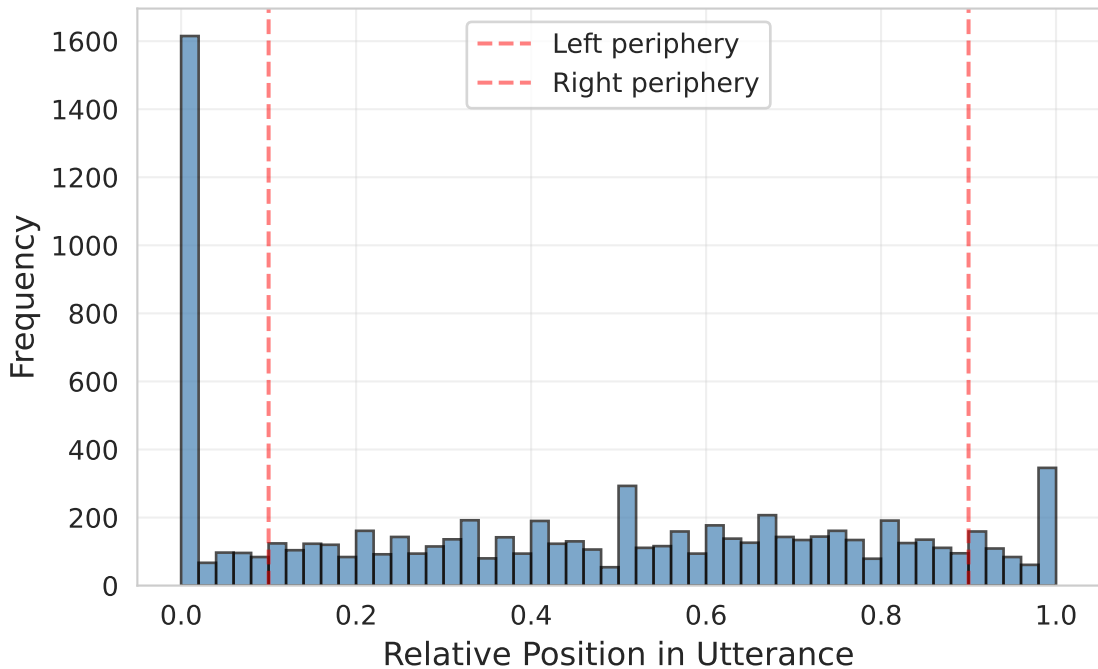 Left periphery
Right periphery
Frequency
1600
1400
1200
1000
800
600
400
200
0
0.0 0.2 0.4 0.6 0.8 1.0
Relative Position in Utterance